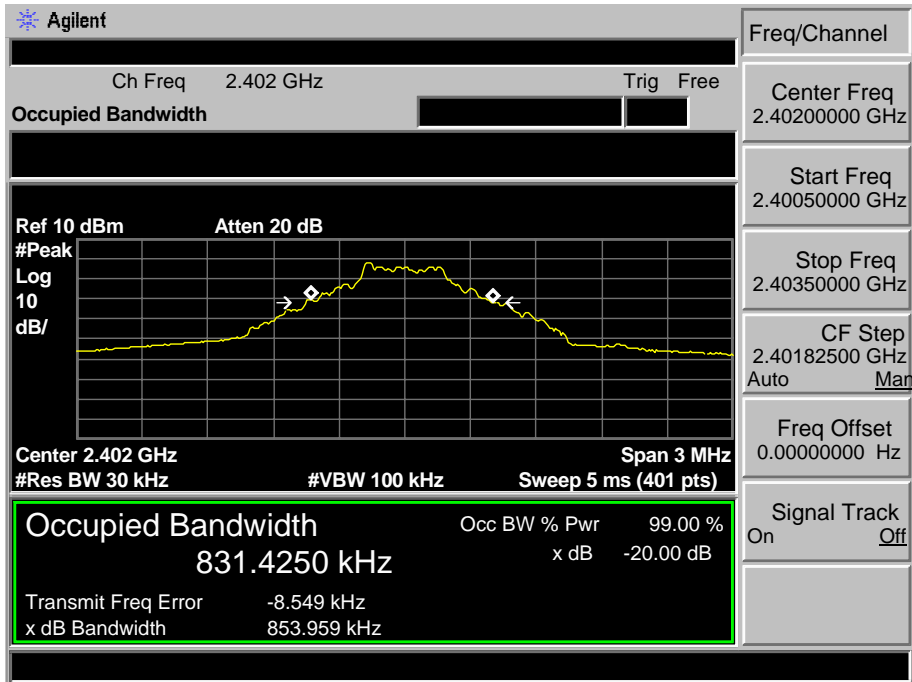 Agilent
Freq/Channel
Ch Freq 2.402 GHz Trig Free
Occupied Bandwidth
Center Freq
2.40200000 GHz
Start Freq
2.40050000 GHz
Stop Freq
2.40350000 GHz
CF Step
2.40182500 GHz
Auto Man
Freq Offset
0.00000000 Hz
Signal Track
On Off
Ref 10 dBm Atten 20 dB
#Peak
Log
10
dB/
Center 2.402 GHz Span 3 MHz
#Res BW 30 kHz #VBW 100 kHz Sweep 5 ms (401 pts)
Occupied Bandwidth Occ BW % Pwr 99.00 %
831.4250 kHz x dB -20.00 dB
Transmit Freq Error -8.549 kHz
x dB Bandwidth 853.959 kHz